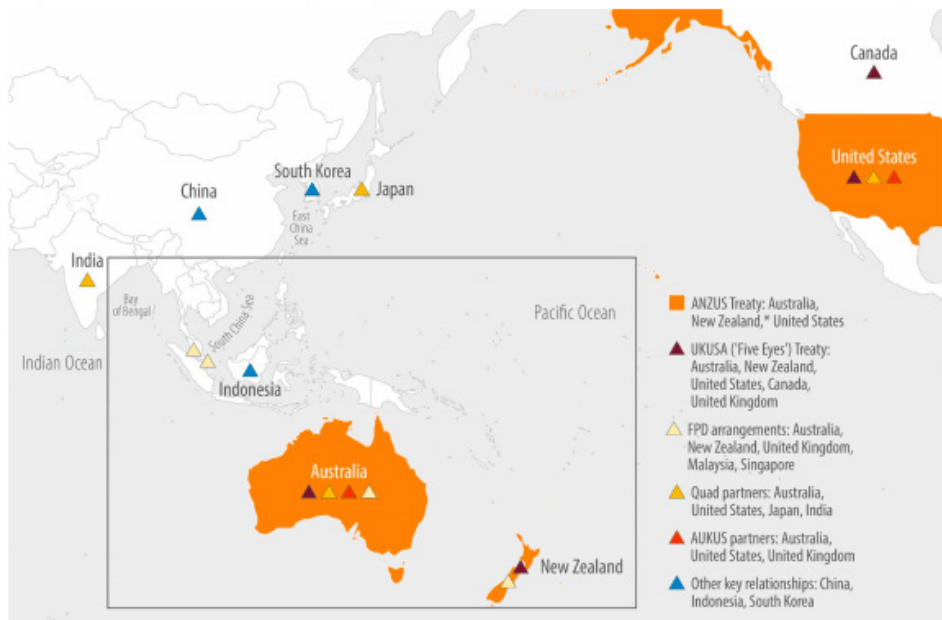 Canada
United States
South Korea
Japan
China
East
China
Sea
India
Bay
of Bengal
South China Sea
Pacific Ocean
Indian Ocean
Indonesia
Australia
New Zealand
ANZUS Treaty: Australia,
New Zealand,* United States
UKUSA ('Five Eyes') Treaty:
Australia, New Zealand,
United States, Canada,
United Kingdom
FPD arrangements: Australia,
New Zealand, United Kingdom,
Malaysia, Singapore
Quad partners: Australia,
United States, Japan, India
AUKUS partners: Australia,
United States, United Kingdom
Other key relationships: China,
Indonesia, South Korea